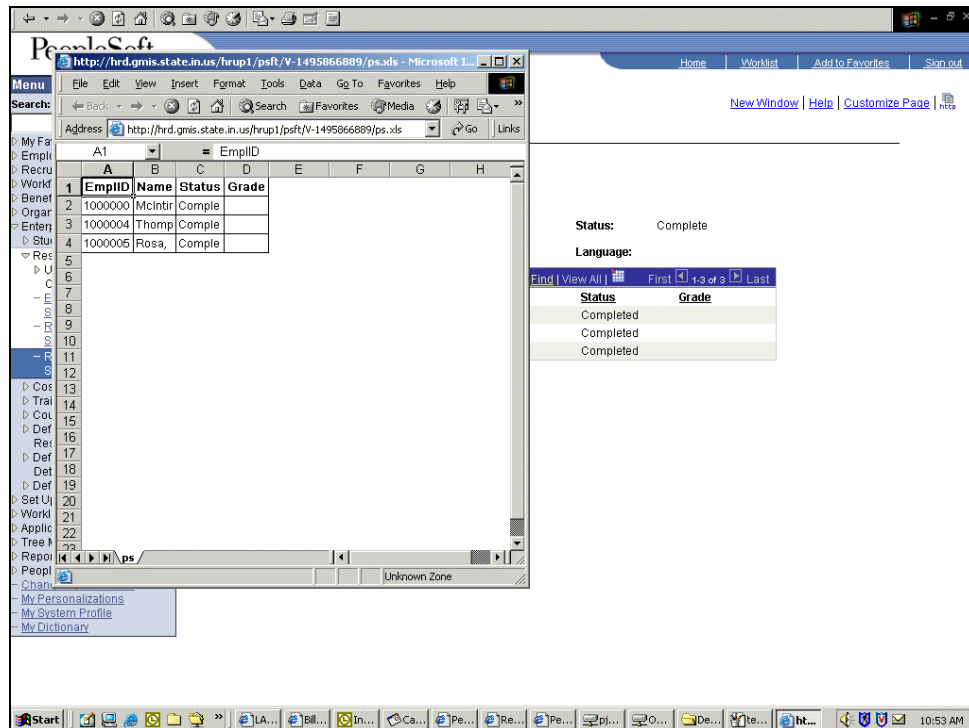 PeopleSoft
Home | Worklist | Add to Favorites | Sign out
Menu
Search:
New Window | Help | Customize Page | http
http://hrd.gmis.state.in.us/hrup1/psft/V-1495866889/ps.xls - Microsoft I...
File Edit View Insert Format Tools Data Go To Favorites Help
Back Search Favorites Media »
Address http://hrd.gmis.state.in.us/hrup1/psft/V-1495866889/ps.xls Go Links
A1 = EmplID
A B C D E F G H
1 EmplID Name Status Grade
2 1000000 McIntir Comple
3 1000004 Thomp Comple
4 1000005 Rosa, Comple
5
6
7
8
9
10
11
12
13
14
15
16
17
18
19
20
21
22
23
ps
Unknown Zone
My Fa
Emplo
Recru
Workf
Benef
Organ
Enterp
Stu
Res
U
C
E
S
R
S
R
S
Cos
Trai
Cou
Def
Res
Def
Det
Def
Set Up
Workl
Applic
Tree M
Repor
Peopl
Chan
My Personalizations
My System Profile
My Dictionary
Status: Complete
Language:
Find | View All | First 1-3 of 3 Last
Status Grade
Completed
Completed
Completed
Start » LA... Bill... In... Ca... Pe... Re... Pe... pj... O... De... te... ht... 10:53 AM